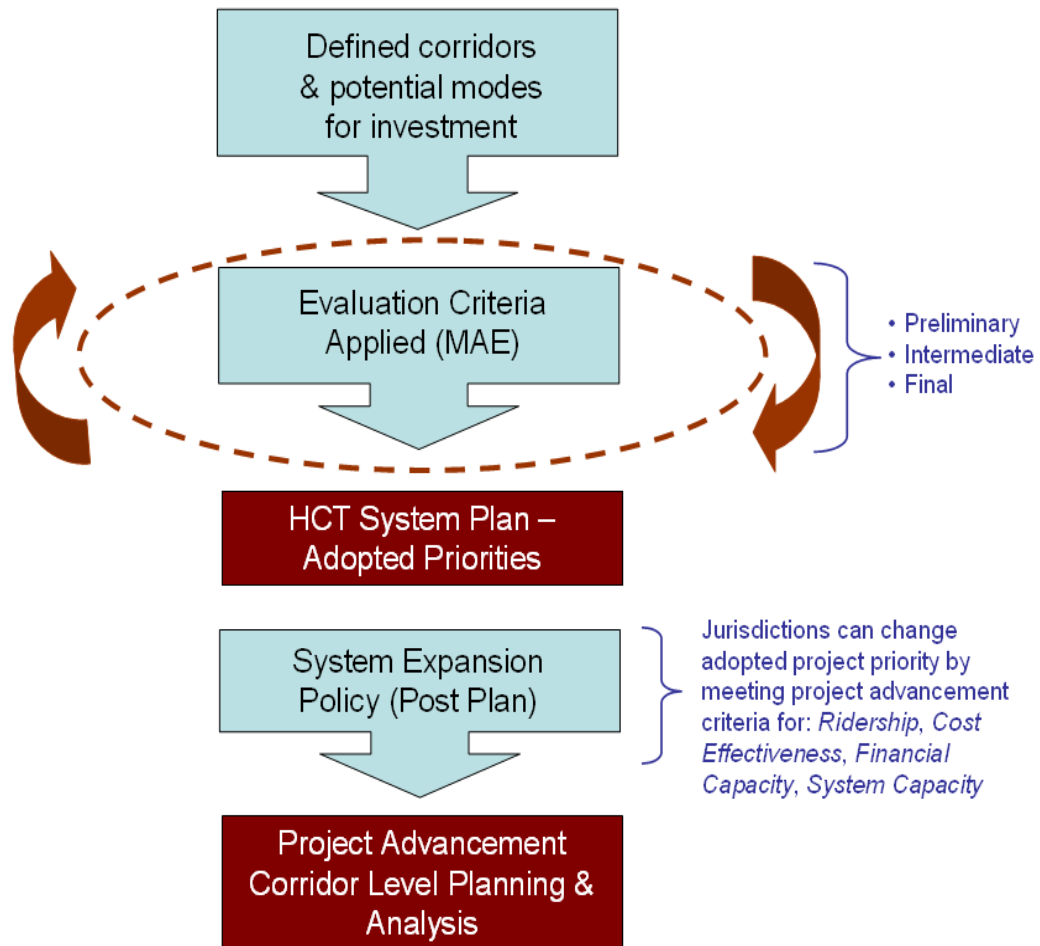 Defined corridors
& potential modes
for investment
Evaluation Criteria
Applied (MAE)
• Preliminary
• Intermediate
• Final
HCT System Plan –
Adopted Priorities
System Expansion
Policy (Post Plan)
Jurisdictions can change
adopted project priority by
meeting project advancement
criteria for: Ridership, Cost
Effectiveness, Financial
Capacity, System Capacity
Project Advancement
Corridor Level Planning &
Analysis